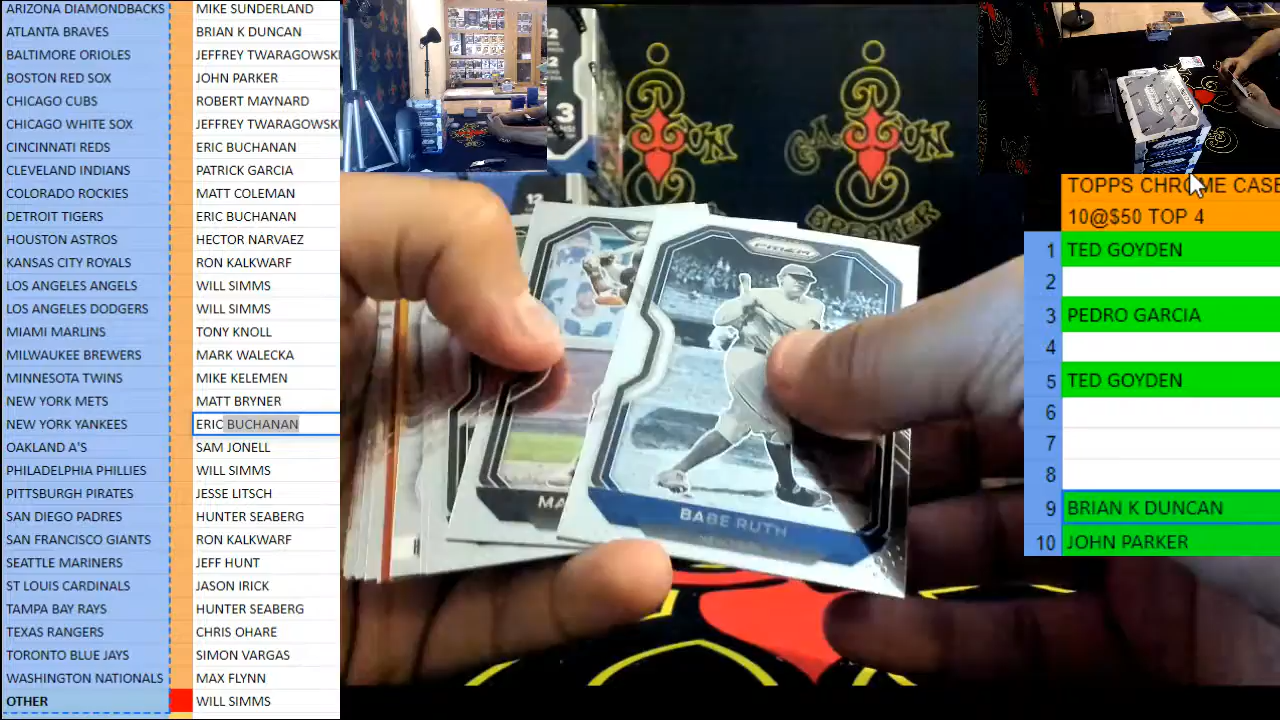 ARIZONA DIAMONDBACKS MIKE SUNDERLAND
ATLANTA BRAVES BRIAN K DUNCAN
BALTIMORE ORIOLES JEFFREY TWARAGOWSKI
BOSTON RED SOX JOHN PARKER
CHICAGO CUBS ROBERT MAYNARD
CHICAGO WHITE SOX JEFFREY TWARAGOWSKI
CINCINNATI REDS ERIC BUCHANAN
CLEVELAND INDIANS PATRICK GARCIA
COLORADO ROCKIES MATT COLEMAN
DETROIT TIGERS ERIC BUCHANAN
HOUSTON ASTROS HECTOR NARVAEZ
KANSAS CITY ROYALS RON KALKWARF
LOS ANGELES ANGELS WILL SIMMS
LOS ANGELES DODGERS WILL SIMMS
MIAMI MARLINS TONY KNOLL
MILWAUKEE BREWERS MARK WALECKA
MINNESOTA TWINS MIKE KELEMEN
NEW YORK METS MATT BRYNER
NEW YORK YANKEES ERIC BUCHANAN
OAKLAND A'S SAM JONELL
PHILADELPHIA PHILLIES WILL SIMMS
PITTSBURGH PIRATES JESSE LITSCH
SAN DIEGO PADRES HUNTER SEABERG
SAN FRANCISCO GIANTS RON KALKWARF
SEATTLE MARINERS JEFF HUNT
ST LOUIS CARDINALS JASON IRICK
TAMPA BAY RAYS HUNTER SEABERG
TEXAS RANGERS CHRIS OHARE
TORONTO BLUE JAYS SIMON VARGAS
WASHINGTON NATIONALS MAX FLYNN
OTHER WILL SIMMS
3
12
BREAKER
PRIZM
MA
BABE RUTH
TOPPS CHROME CASE
10@$50 TOP 4
1 TED GOYDEN
2
3 PEDRO GARCIA
4
5 TED GOYDEN
6
7
8
9 BRIAN K DUNCAN
10 JOHN PARKER